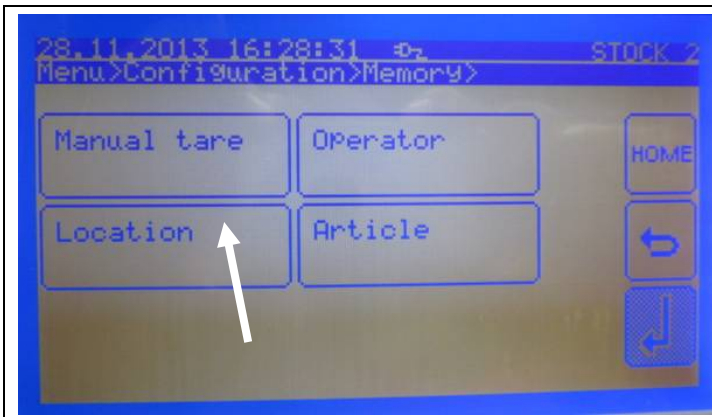 28.11.2013 16:28:31 STOCK 2
Menu>Configuration>Memory>
Manual tare
Operator
HOME
Location
Article